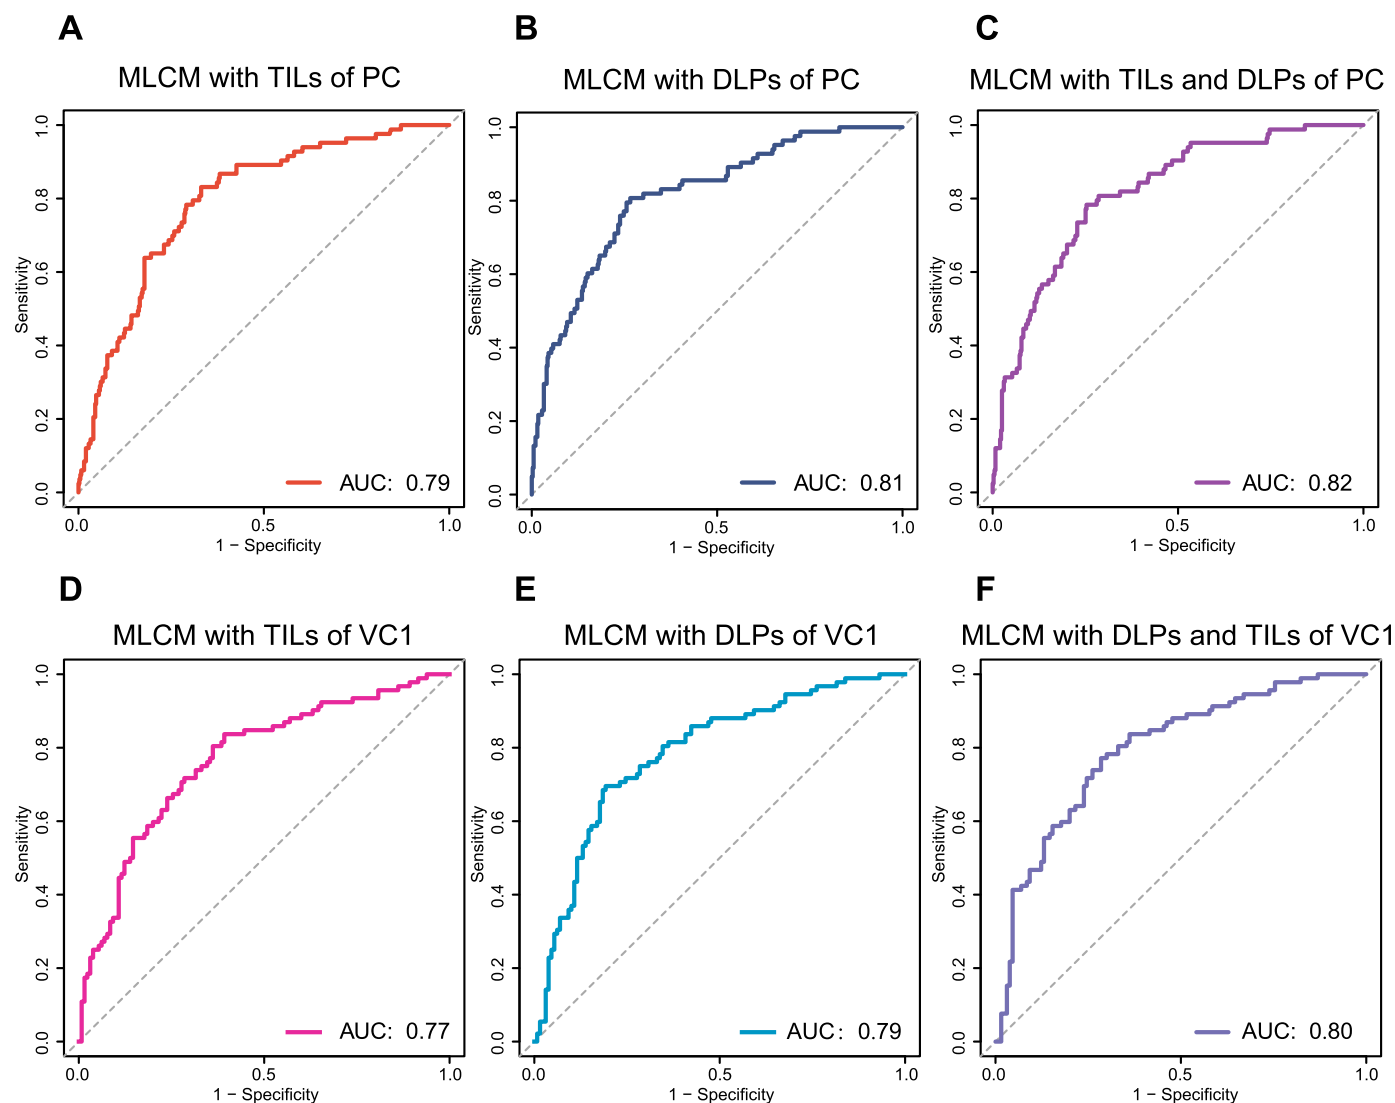 A
MLCM with TILs of PC
Sensitivity
0.0 0.2 0.4 0.6 0.8 1.0
AUC: 0.79
0.0 0.5 1.0
1 − Specificity
B
MLCM with DLPs of PC
Sensitivity
0.0 0.2 0.4 0.6 0.8 1.0
AUC: 0.81
0.0 0.5 1.0
1 − Specificity
C
MLCM with TILs and DLPs of PC
Sensitivity
0.0 0.2 0.4 0.6 0.8 1.0
AUC: 0.82
0.0 0.5 1.0
1 − Specificity
D
MLCM with TILs of VC1
Sensitivity
0.0 0.2 0.4 0.6 0.8 1.0
AUC: 0.77
0.0 0.5 1.0
1 − Specificity
E
MLCM with DLPs of VC1
Sensitivity
0.0 0.2 0.4 0.6 0.8 1.0
AUC: 0.79
0.0 0.5 1.0
1 − Specificity
F
MLCM with DLPs and TILs of VC1
Sensitivity
0.0 0.2 0.4 0.6 0.8 1.0
AUC: 0.80
0.0 0.5 1.0
1 − Specificity